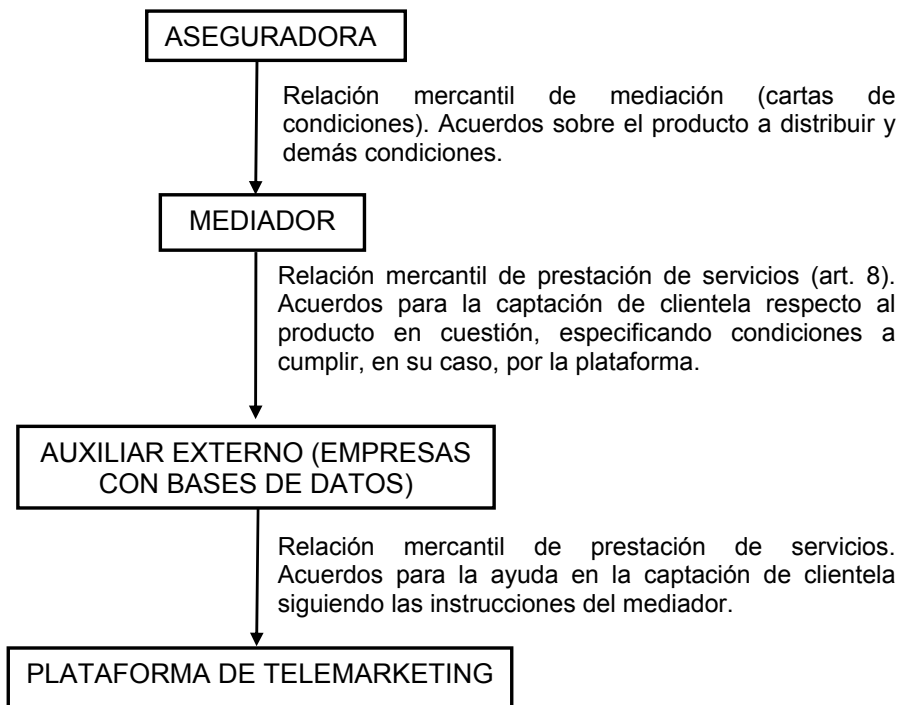 ASEGURADORA
Relación mercantil de mediación (cartas de
condiciones). Acuerdos sobre el producto a distribuir y
demás condiciones.
MEDIADOR
Relación mercantil de prestación de servicios (art. 8).
Acuerdos para la captación de clientela respecto al
producto en cuestión, especificando condiciones a
cumplir, en su caso, por la plataforma.
AUXILIAR EXTERNO (EMPRESAS
CON BASES DE DATOS)
Relación mercantil de prestación de servicios.
Acuerdos para la ayuda en la captación de clientela
siguiendo las instrucciones del mediador.
PLATAFORMA DE TELEMARKETING